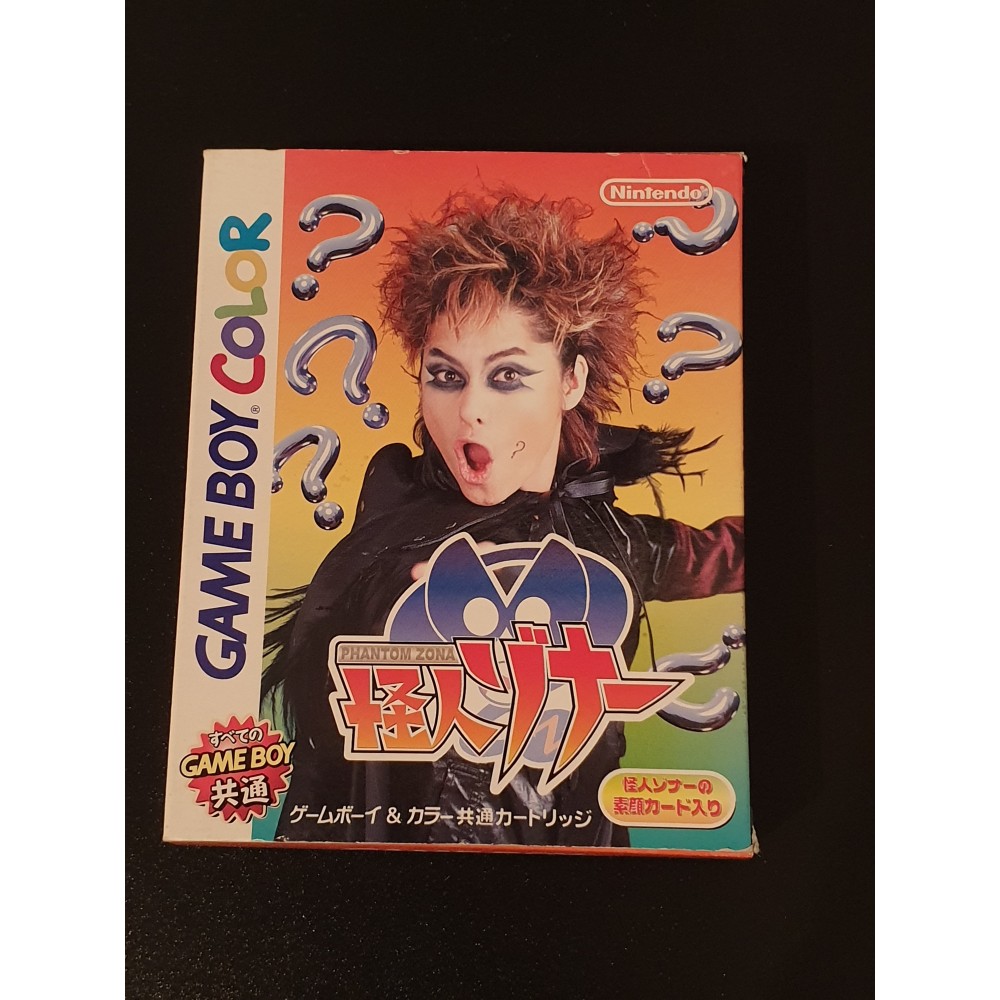 Nintendo
GAME BOY COLOR
®
?
PHANTOM ZONA
怪人ゾナー
すべての
GAME BOY
共通
ゲームボーイ & カラー共通カートリッジ
怪人ゾナーの
素顔カード入り